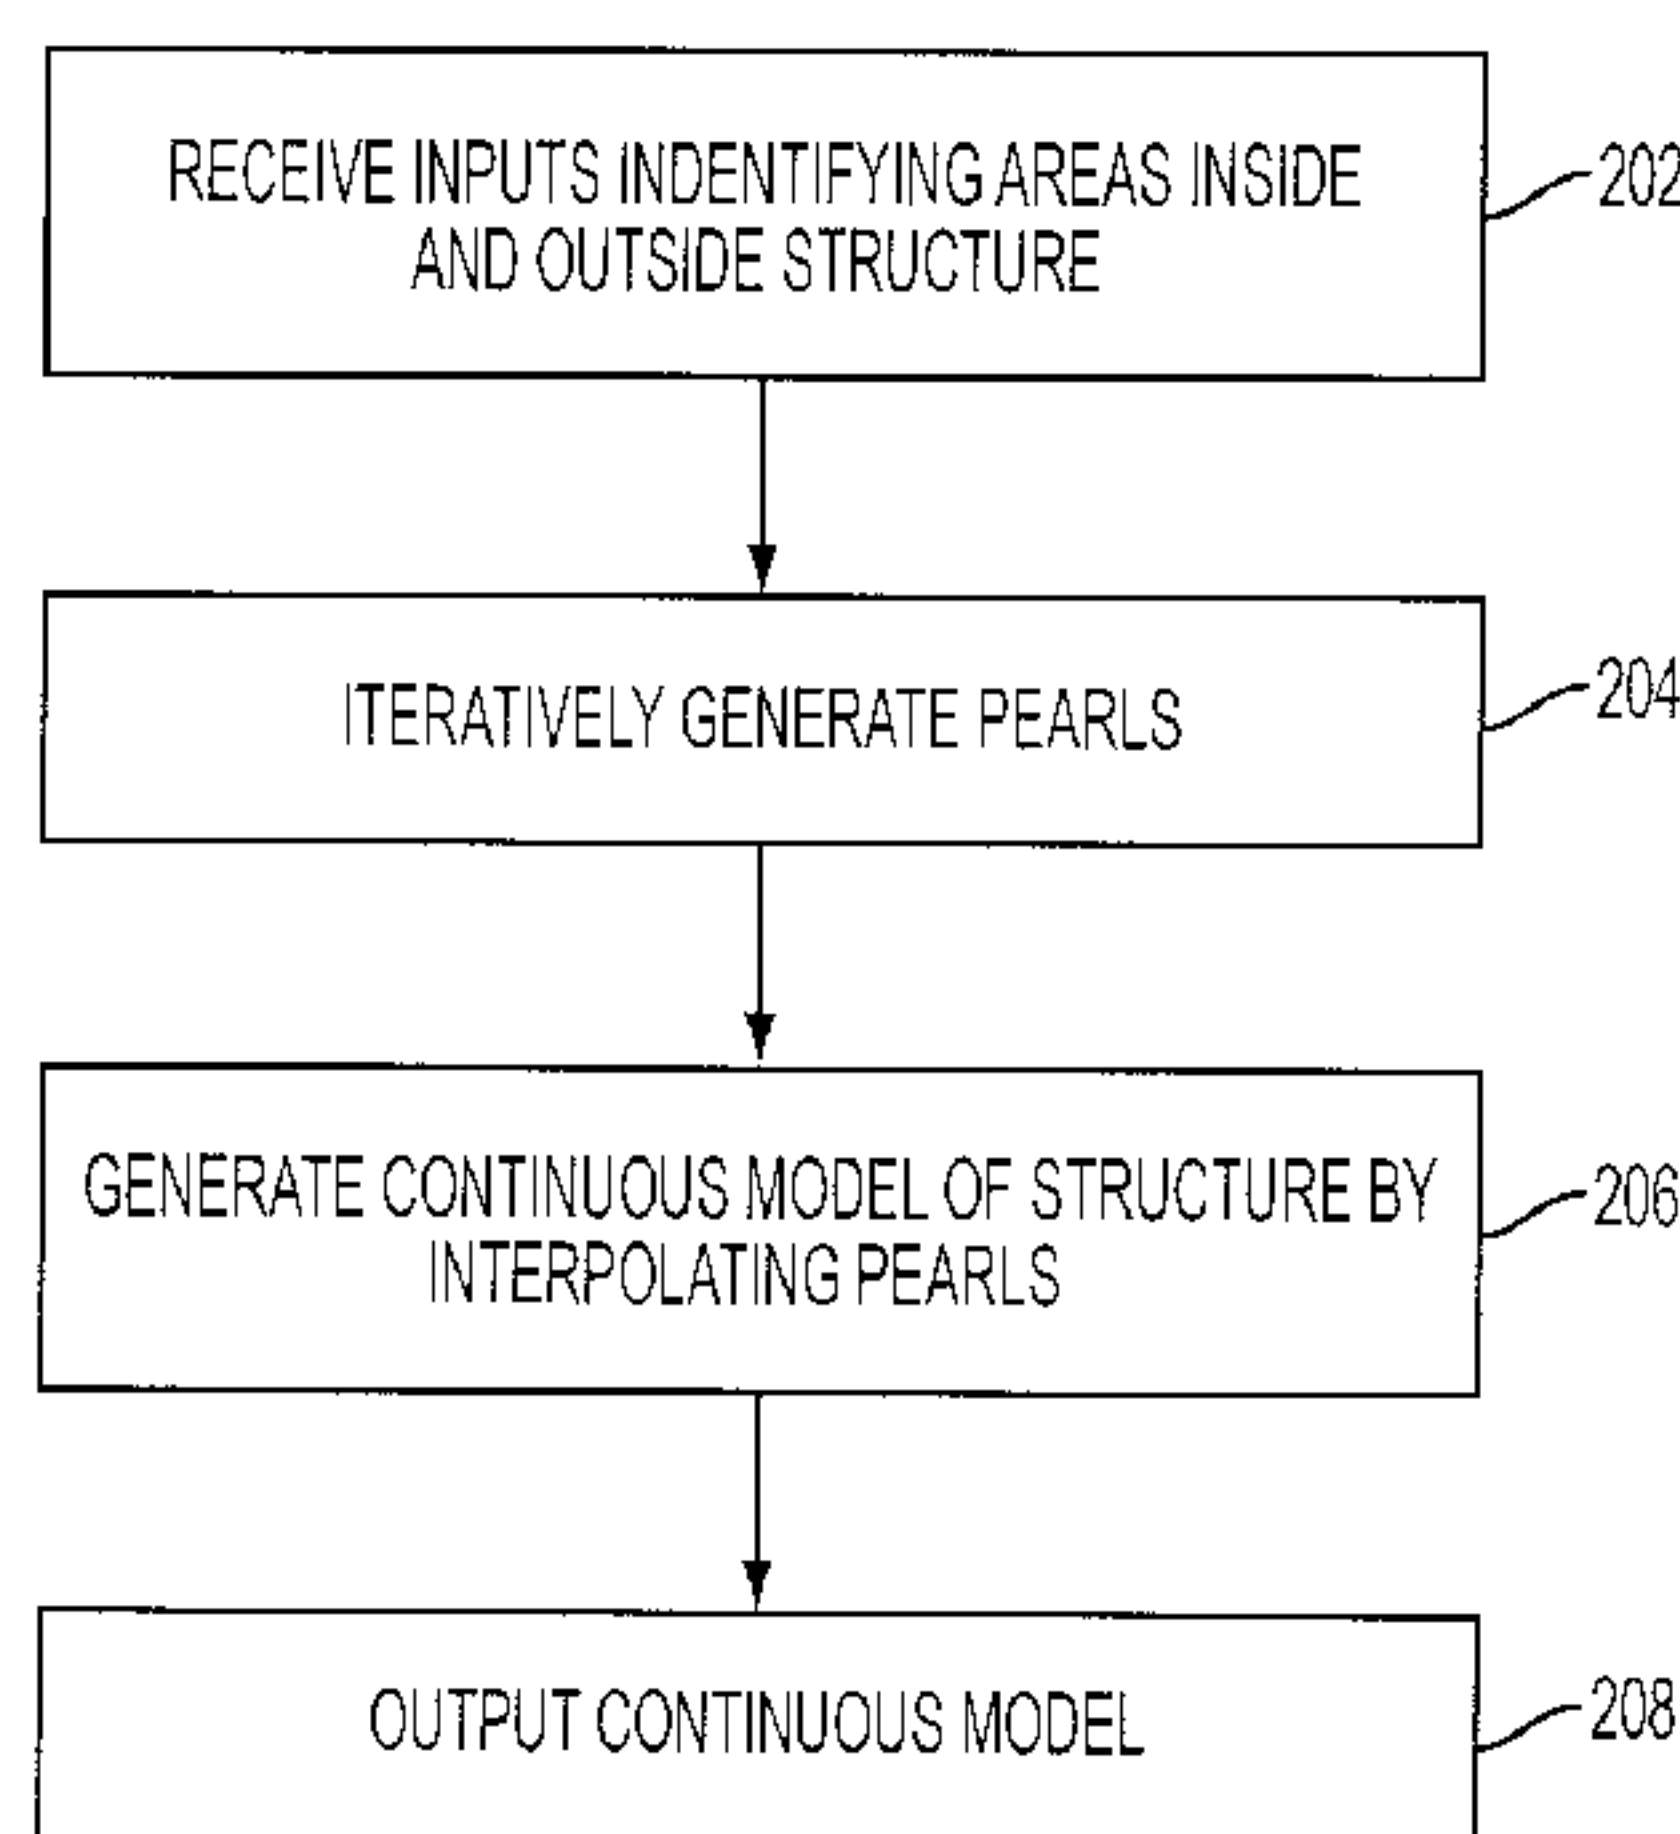 RECEIVE INPUTS INDENTIFYING AREAS INSIDE
AND OUTSIDE STRUCTURE
202
ITERATIVELY GENERATE PEARLS
204
GENERATE CONTINUOUS MODEL OF STRUCTURE BY
INTERPOLATING PEARLS
206
OUTPUT CONTINUOUS MODEL
208